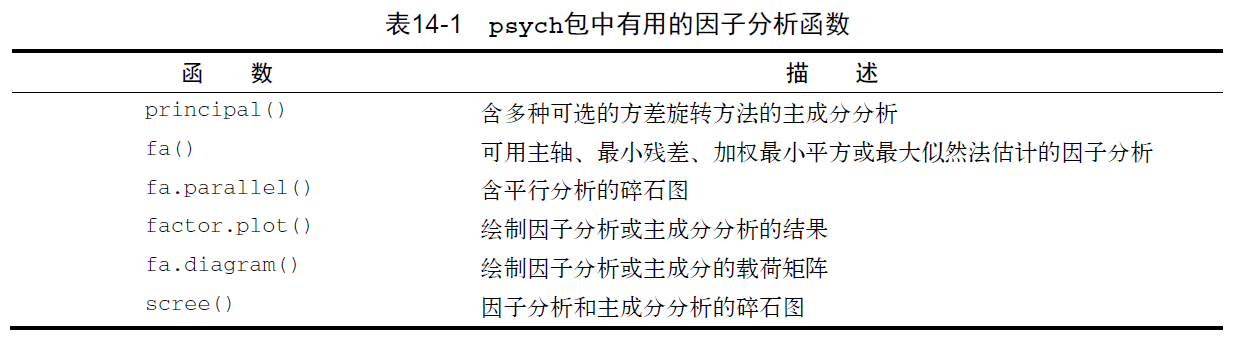 表14-1 psych包中有用的因子分析函数
函 数 描 述
principal() 含多种可选的方差旋转方法的主成分分析
fa() 可用主轴、最小残差、加权最小平方或最大似然法估计的因子分析
fa.parallel() 含平行分析的碎石图
factor.plot() 绘制因子分析或主成分分析的结果
fa.diagram() 绘制因子分析或主成分的载荷矩阵
scree() 因子分析和主成分分析的碎石图